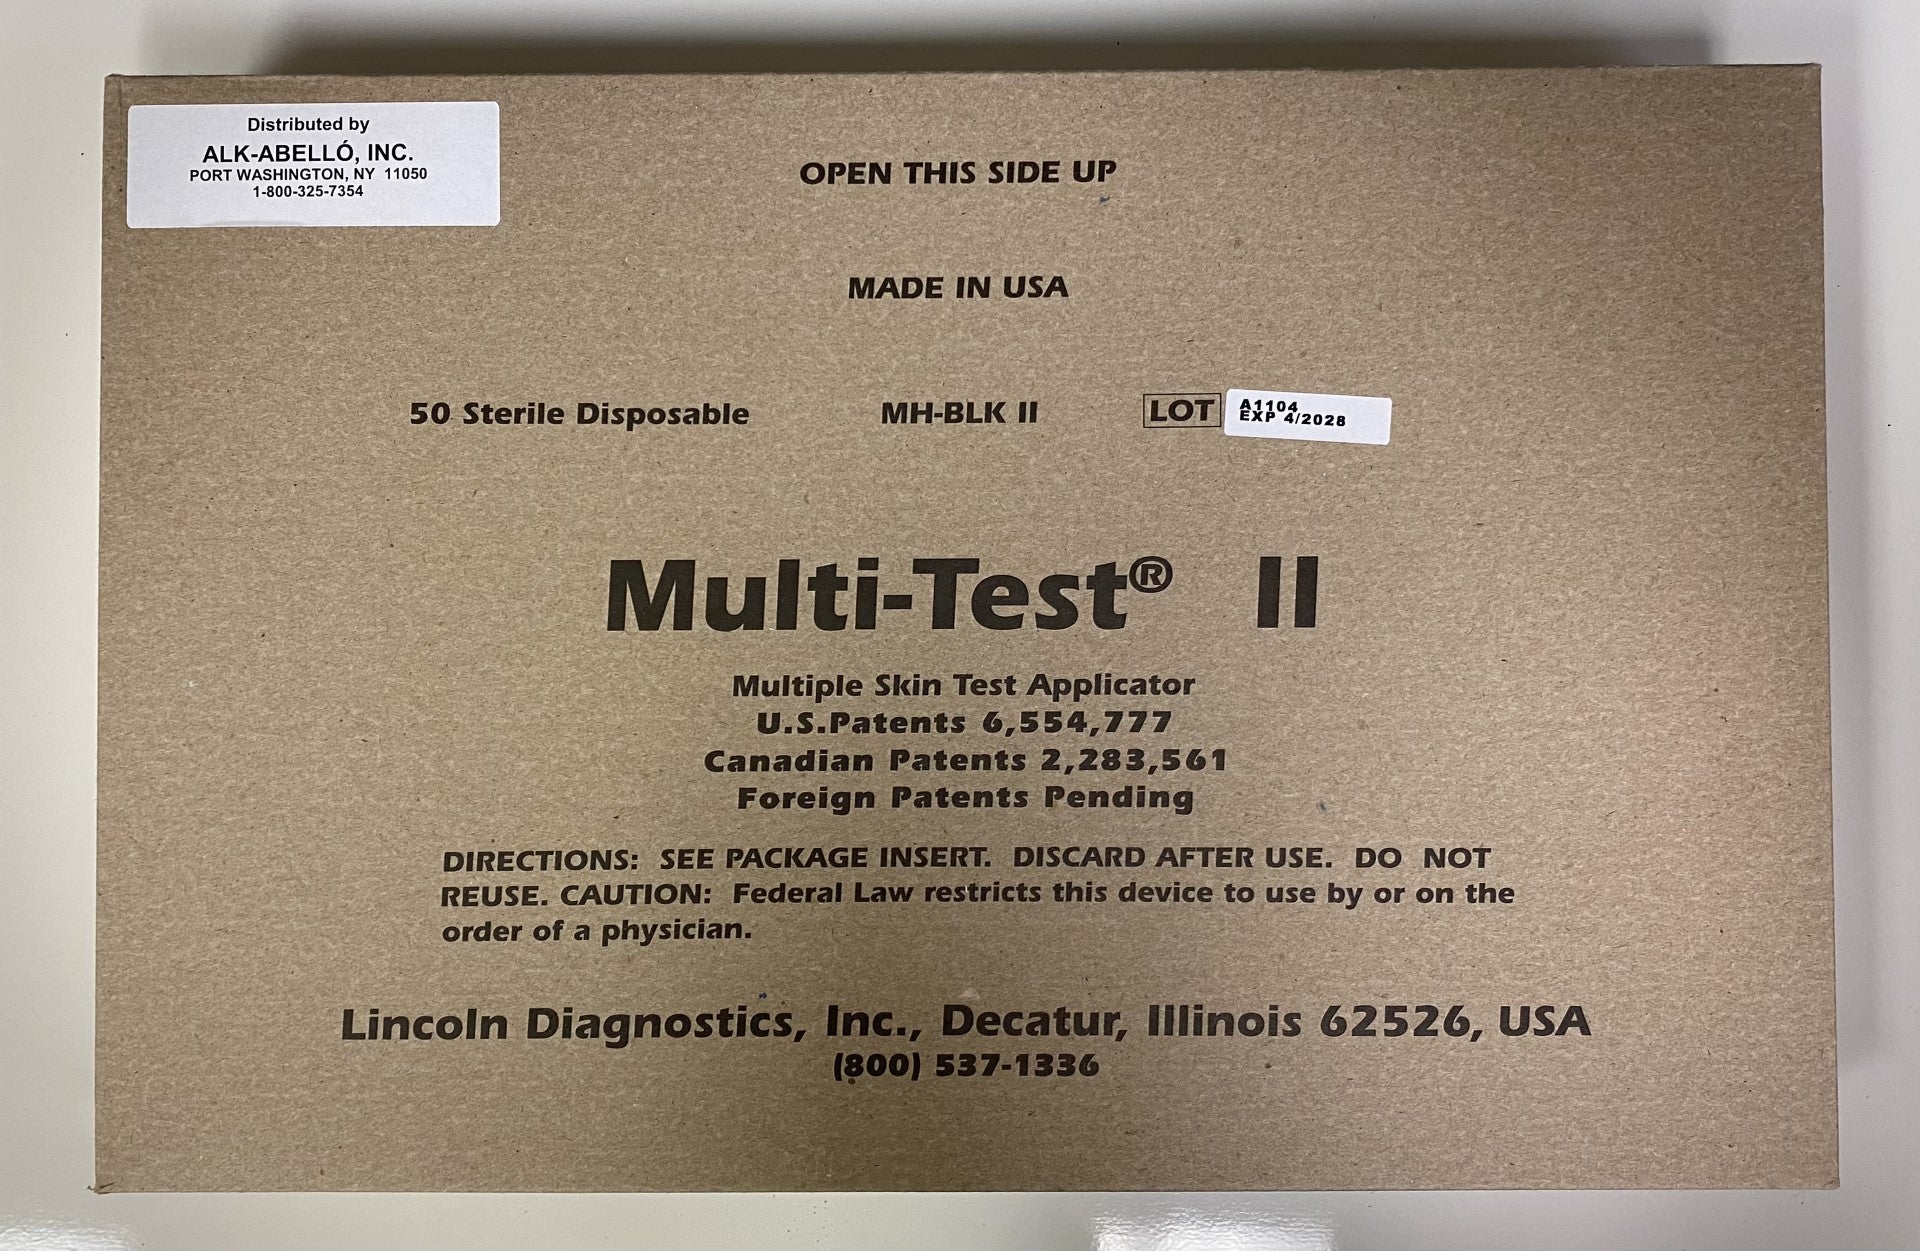 Distributed by
ALK-ABELLÓ, INC.
PORT WASHINGTON, NY 11050
1-800-325-7354
OPEN THIS SIDE UP
MADE IN USA
50 Sterile Disposable MH-BLK II LOT A1104
EXP 4/2028
Multi-Test® II
Multiple Skin Test Applicator
U.S.Patents 6,554,777
Canadian Patents 2,283,561
Foreign Patents Pending
DIRECTIONS: SEE PACKAGE INSERT. DISCARD AFTER USE. DO NOT
REUSE. CAUTION: Federal Law restricts this device to use by or on the
order of a physician.
Lincoln Diagnostics, Inc., Decatur, Illinois 62526, USA
(800) 537-1336